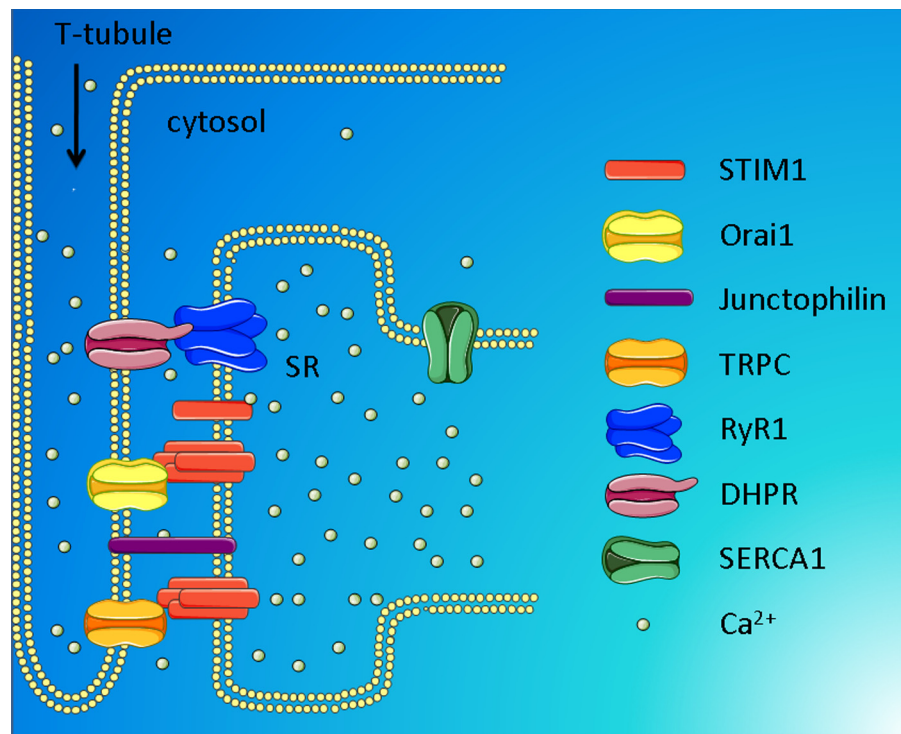 T-tubule
cytosol
SR
STIM1
Orai1
Junctophilin
TRPC
RyR1
DHPR
SERCA1
Ca²⁺